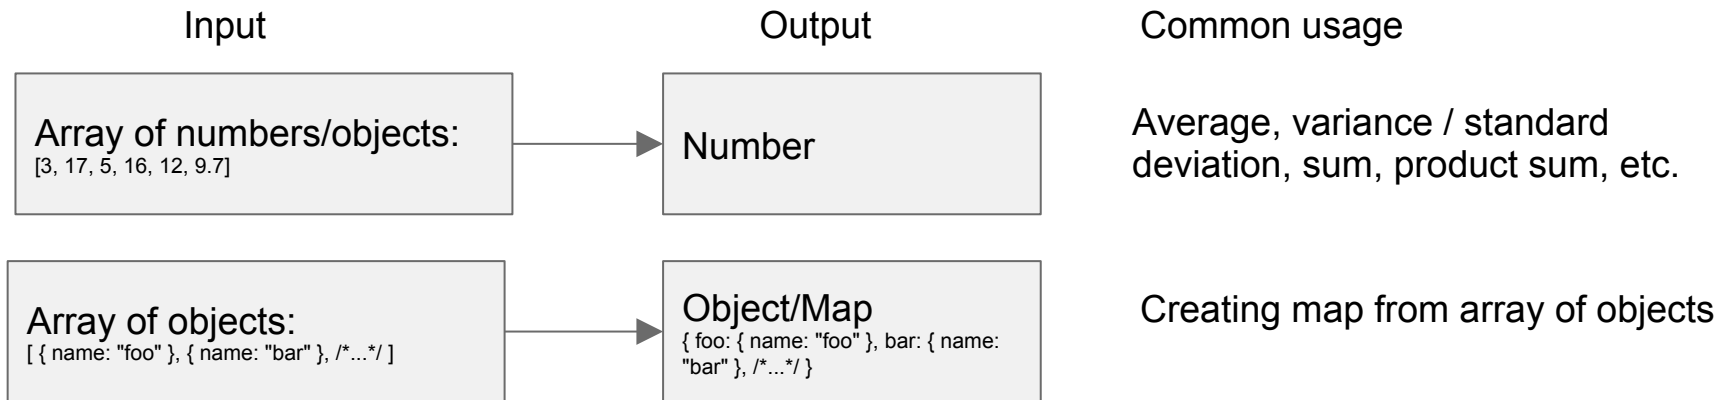 Input
Output
Common usage
Array of numbers/objects:
[3, 17, 5, 16, 12, 9.7]
Number
Average, variance / standard
deviation, sum, product sum, etc.
Array of objects:
[ { name: "foo" }, { name: "bar" }, /*...*/ ]
Object/Map
{ foo: { name: "foo" }, bar: { name:
"bar" }, /*...*/ }
Creating map from array of objects